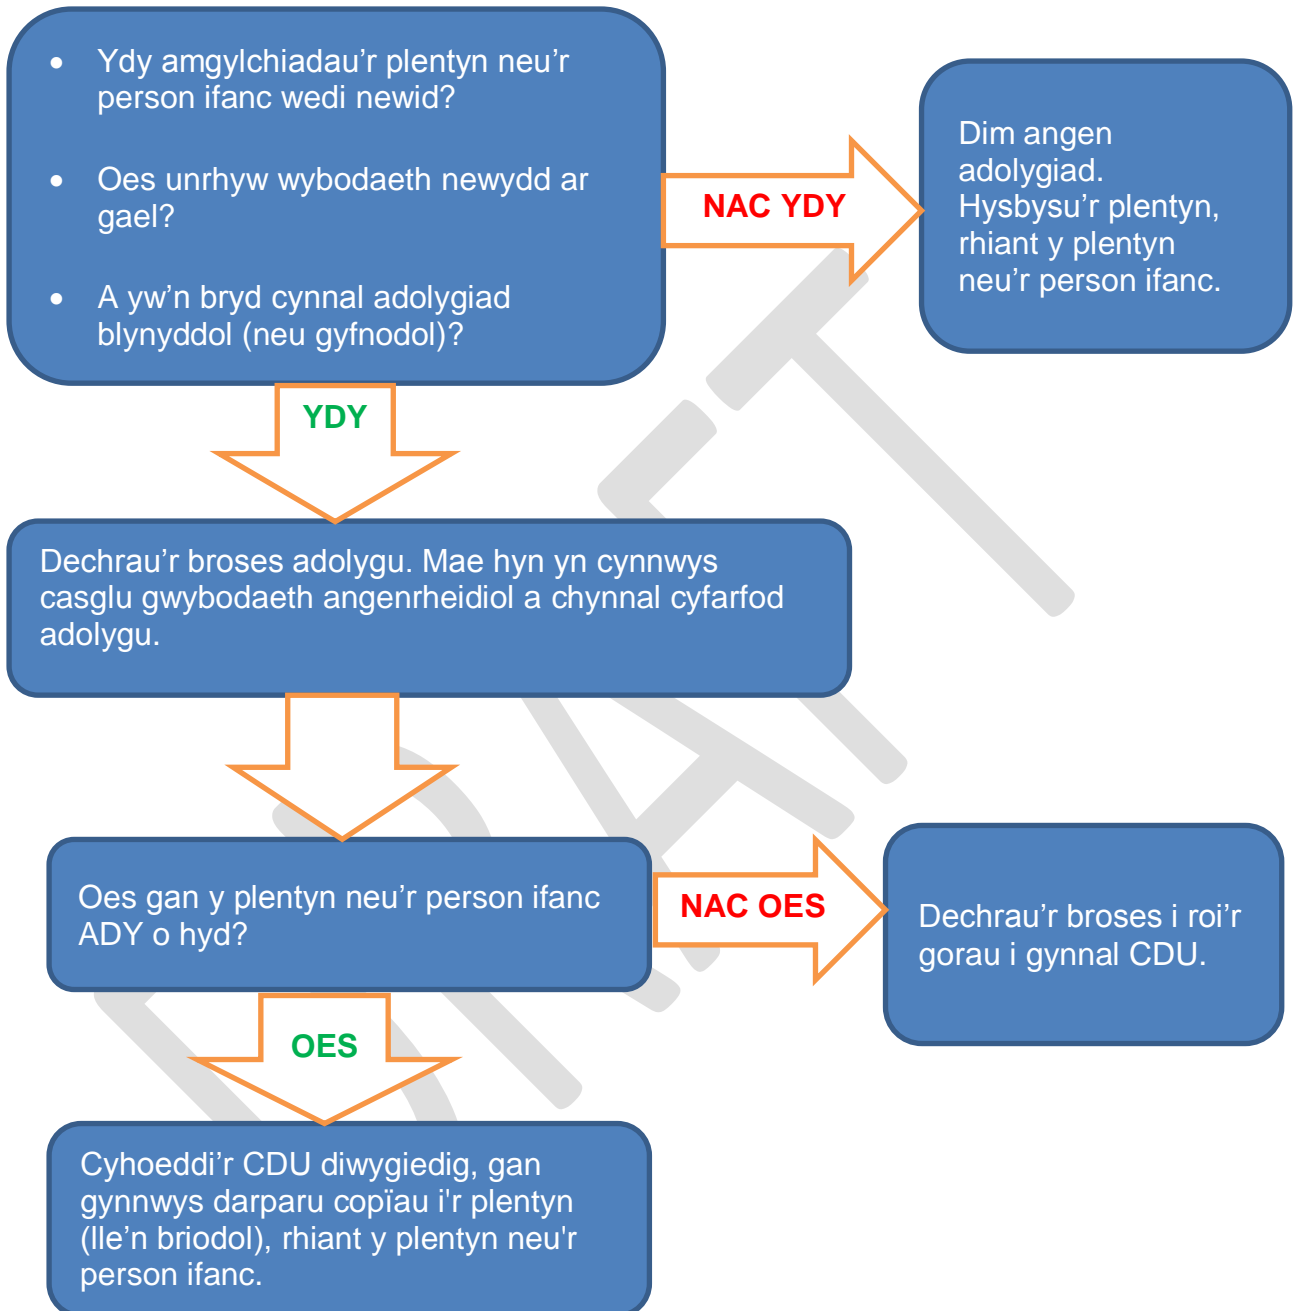 • Ydy amgylchiadau'r plentyn neu'r
person ifanc wedi newid?
• Oes unrhyw wybodaeth newydd ar
gael?
• A yw'n bryd cynnal adolygiad
blynyddol (neu gyfnodol)?
NAC YDY
Dim angen
adolygiad.
Hysbysu'r plentyn,
rhiant y plentyn
neu'r person ifanc.
YDY
Dechrau'r broses adolygu. Mae hyn yn cynnwys
casglu gwybodaeth angenrheidiol a chynnal cyfarfod
adolygu.
Oes gan y plentyn neu'r person ifanc
ADY o hyd?
NAC OES
Dechrau'r broses i roi'r
gorau i gynnal CDU.
OES
Cyhoeddi'r CDU diwygiedig, gan
gynnwys darparu copïau i'r plentyn
(lle'n briodol), rhiant y plentyn neu'r
person ifanc.
DRAFT